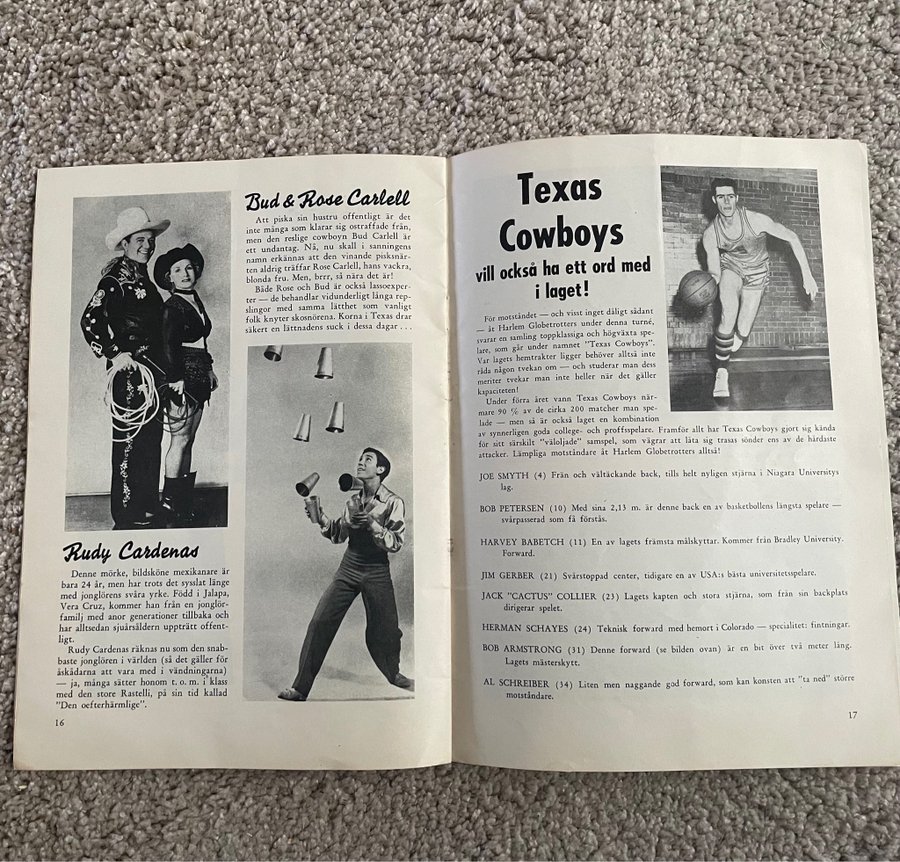 Bud & Rose Carlell
Att piska sin hustru offentligt är det
inte många som klarar sig ostraffade från,
men den reslige cowboyn Bud Carlell är
ett undantag. Nå, nu skall i sanningens
namn erkännas att den vinande pisksnär-
ten aldrig träffar Rose Carlell, hans vackra,
blonda fru. Men, brr, så nära det är!
Både Rose och Bud är också lassoexper-
ter — de behandlar vidunderligt långa rep-
slingor med samma lätthet som vanligt
folk knyter skosnörena. Korna i Texas drar
säkert en lättnadens suck i dessa dagar ...
Rudy Cardenas
Denne mörke, bildsköne mexikanare är
bara 24 år, men har trots det sysslat länge
med jonglörens svåra yrke. Född i Jalapa,
Vera Cruz, kommer han från en jonglör-
familj med anor generationer tillbaka och
har alltsedan sjuårsåldern uppträtt offent-
ligt.
Rudy Cardenas räknas nu som den snab-
baste jonglören i världen (så det gäller för
åskådarna att vara med i vändningarna)
— ja, många sätter honom t. o. m. i klass
med den store Rastelli, på sin tid kallad
"Den oefterhärmlige".
16
Texas
Cowboys
vill också ha ett ord med
i laget!
För motståndet — och visst inget dåligt sådant
— åt Harlem Globetrotters under denna turné,
svarar en samling toppklassiga och högväxta spe-
lare, som går under namnet "Texas Cowboys".
Var lagets hemtrakter ligger behöver alltså inte
råda någon tvekan om — och studerar man dess
meriter tvekar man inte heller när det gäller
kapaciteten!
Under förra året vann Texas Cowboys när-
mare 90 % av de cirka 200 matcher man spe-
lade — men så är också laget en kombination
av synnerligen goda college- och proffsspelare. Framför allt har Texas Cowboys gjort sig kända
för sitt särskilt "väloljade" samspel, som vägrar att låta sig trasas sönder ens av de hårdaste
attacker. Lämpliga motståndare åt Harlem Globetrotters alltså!
JOE SMYTH (4) Från och vältäckande back, tills helt nyligen stjärna i Niagara Universitys
lag.
BOB PETERSEN (10) Med sina 2,13 m. är denne back en av basketbollens längsta spelare —
svårpasserad som få förstås.
HARVEY BABETCH (11) En av lagets främsta målskyttar. Kommer från Bradley University.
Forward.
JIM GERBER (21) Svårstoppad center, tidigare en av USA:s bästa universitetsspelare.
JACK "CACTUS" COLLIER (23) Lagets kapten och stora stjärna, som från sin backplats
dirigerar spelet.
HERMAN SCHAYES (24) Teknisk forward med hemort i Colorado — specialitet: fintningar.
BOB ARMSTRONG (31) Denne forward (se bilden ovan) är en bit över två meter lång.
Lagets mästerskytt.
AL SCHREIBER (34) Liten men naggande god forward, som kan konsten att "ta ned" större
motståndare.
17